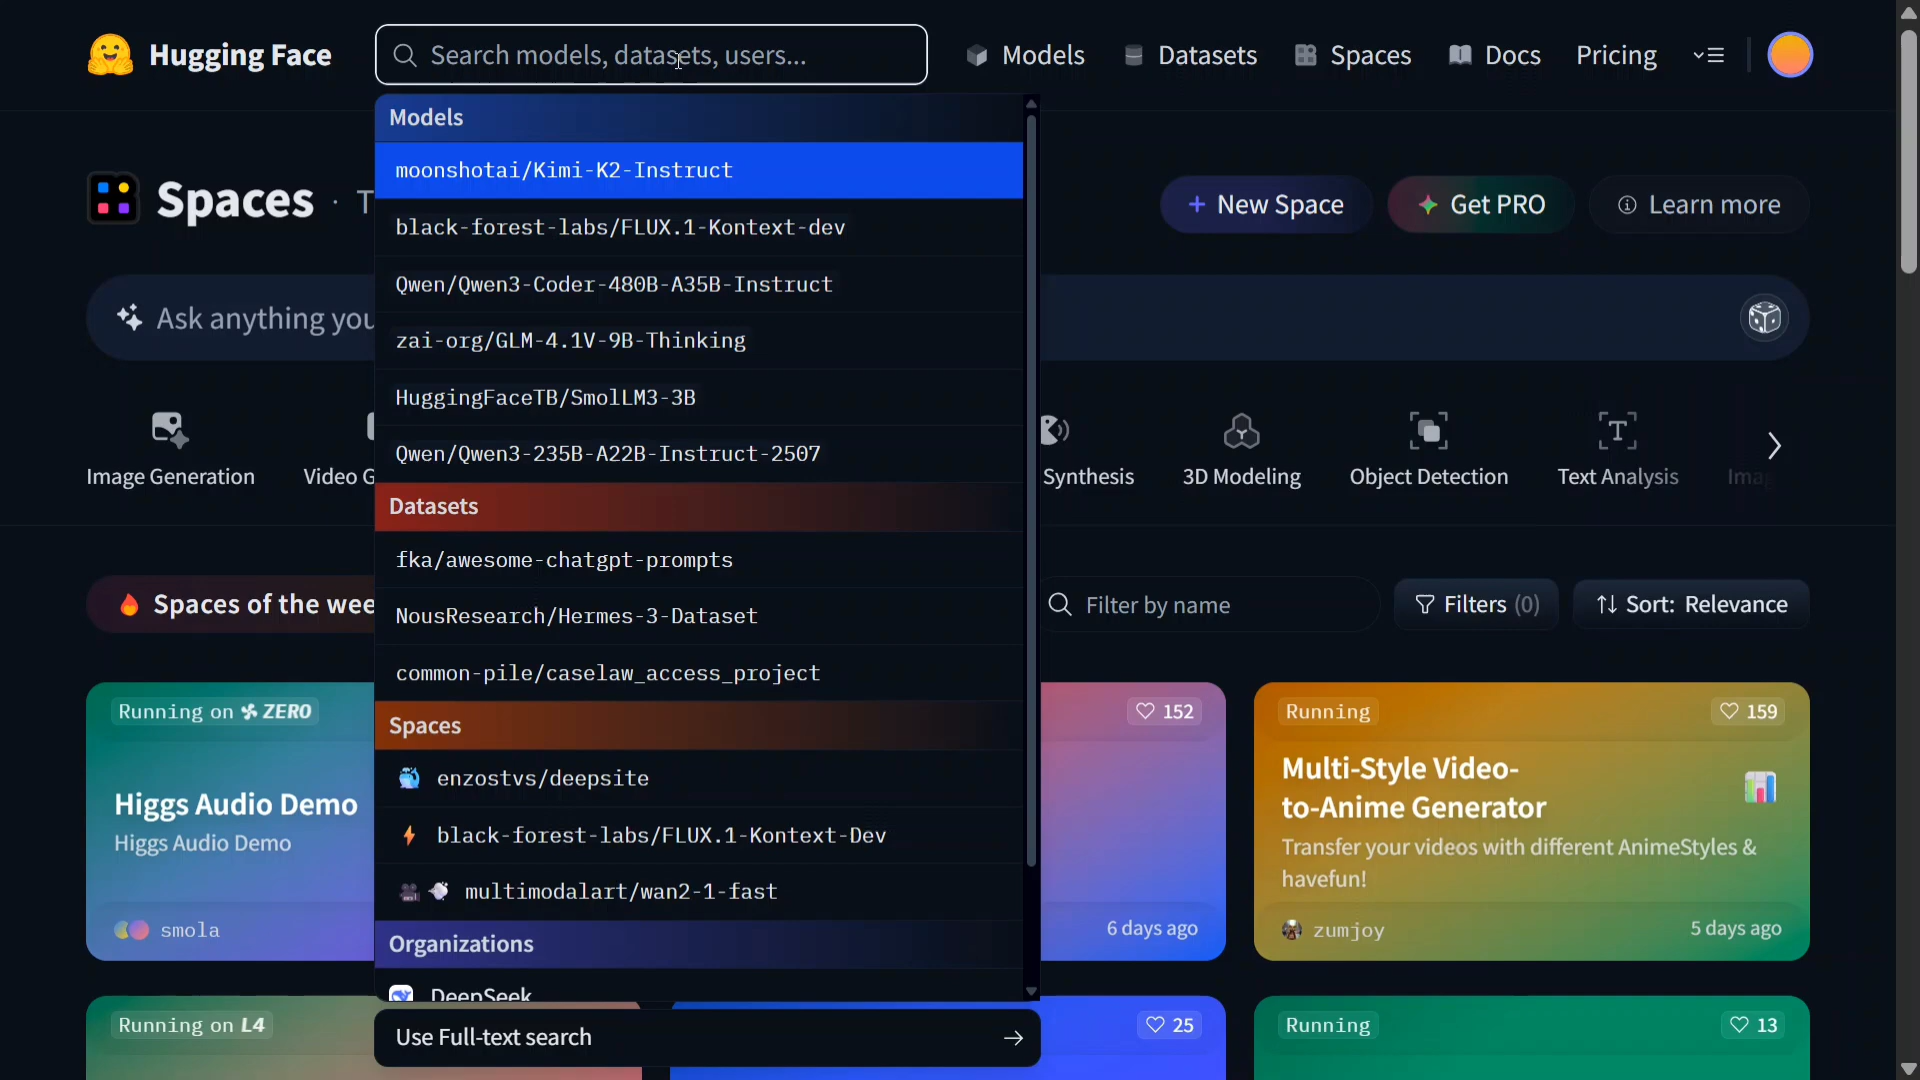 Hugging Face
Search models, datasets, users...
Models
Datasets
Spaces
Docs
Pricing
Models
moonshotai/Kimi-K2-Instruct
black-forest-labs/FLUX.1-Kontext-dev
Qwen/Qwen3-Coder-480B-A35B-Instruct
zai-org/GLM-4.1V-9B-Thinking
HuggingFaceTB/SmolLM3-3B
Qwen/Qwen3-235B-A22B-Instruct-2507
Datasets
fka/awesome-chatgpt-prompts
NousResearch/Hermes-3-Dataset
common-pile/caselaw_access_project
Spaces
enzostvs/deepsite
black-forest-labs/FLUX.1-Kontext-Dev
multimodalart/wan2-1-fast
Organizations
DeepSeek
Use Full-text search
Spaces · T
+ New Space
Get PRO
Learn more
Ask anything you
Image Generation
Video G
Synthesis
3D Modeling
Object Detection
Text Analysis
Ima
Spaces of the wee
Filter by name
Filters (0)
Sort: Relevance
Running on ZERO
Higgs Audio Demo
Higgs Audio Demo
smola
152
6 days ago
Running
159
Multi-Style Video-
to-Anime Generator
Transfer your videos with different AnimeStyles &
havefun!
zumjoy
5 days ago
Running on L4
25
Running
13